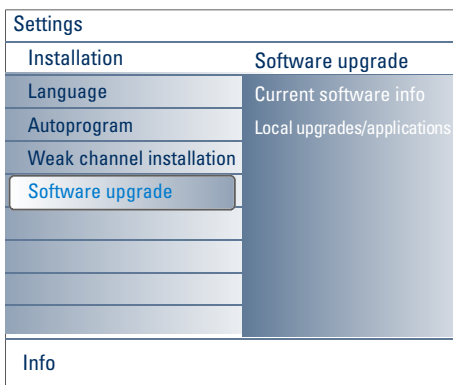 Settings
Installation
Software upgrade
Language
Current software info
Autoprogram
Local upgrades/applications
Weak channel installation
Software upgrade
Info